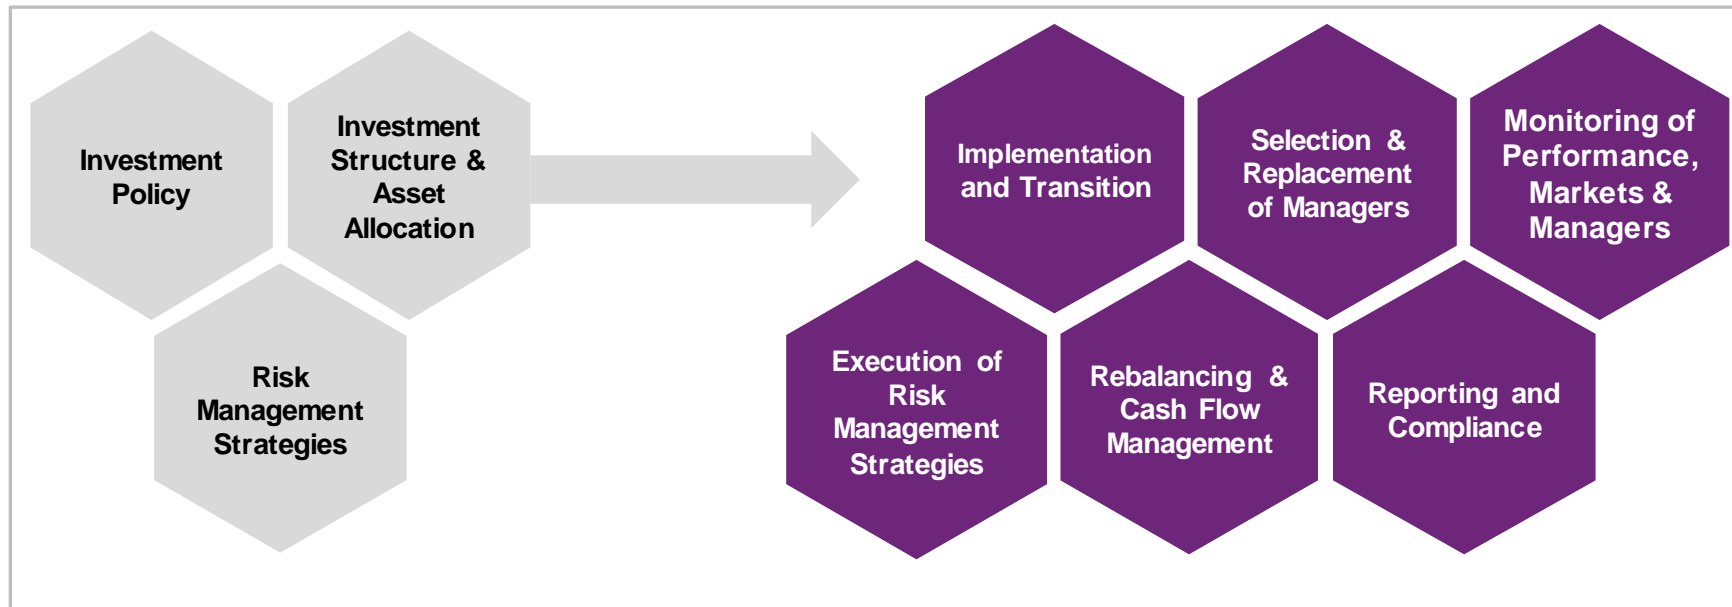 Investment
Policy
Investment
Structure &
Asset
Allocation
Risk
Management
Strategies
Implementation
and Transition
Selection &
Replacement
of Managers
Monitoring of
Performance,
Markets &
Managers
Execution of
Risk
Management
Strategies
Rebalancing &
Cash Flow
Management
Reporting and
Compliance